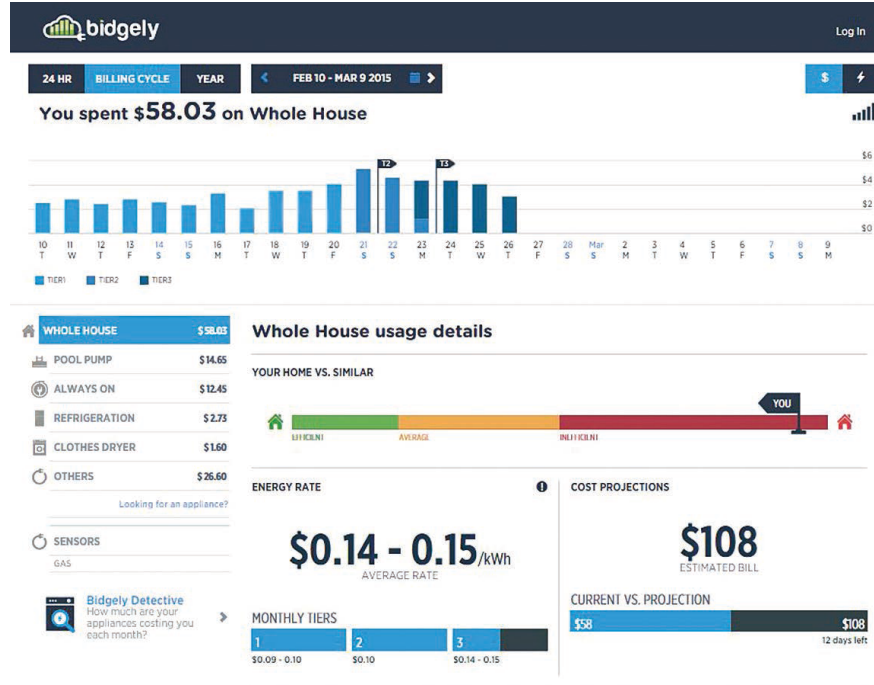 bidgely
Log In
24 HR BILLING CYCLE YEAR FEB 10 - MAR 9 2015 $
You spent $58.03 on Whole House
$6
$4
$2
$0
T2 T3
10 11 12 13 14 15 16 17 18 19 20 21 22 23 24 25 26 27 28 Mar 2 3 4 5 6 7 8 9
T W T F S S M T W T F S S M T W T F S S M T W T F S S M
TIER1 TIER2 TIER3
WHOLE HOUSE $58.03
POOL PUMP $14.65
ALWAYS ON $12.45
REFRIGERATION $2.73
CLOTHES DRYER $1.60
OTHERS $26.60
Looking for an appliance?
SENSORS
GAS
Bidgely Detective
How much are your
appliances costing you
each month?
Whole House usage details
YOUR HOME VS. SIMILAR
YOU
EFFICIENT AVERAGE INEFFICIENT
ENERGY RATE
$0.14 - 0.15/kWh
AVERAGE RATE
MONTHLY TIERS
1 2 3
$0.09 - 0.10 $0.10 $0.14 - 0.15
COST PROJECTIONS
$108
ESTIMATED BILL
CURRENT VS. PROJECTION
$58 $108
12 days left